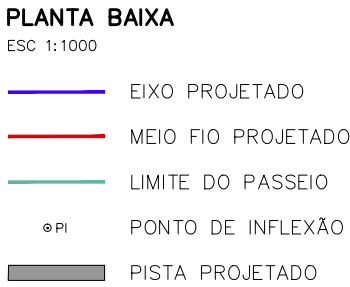 PLANTA BAIXA
ESC 1:1000
EIXO PROJETADO
MEIO FIO PROJETADO
LIMITE DO PASSEIO
PI PONTO DE INFLEXÃO
PISTA PROJETADO